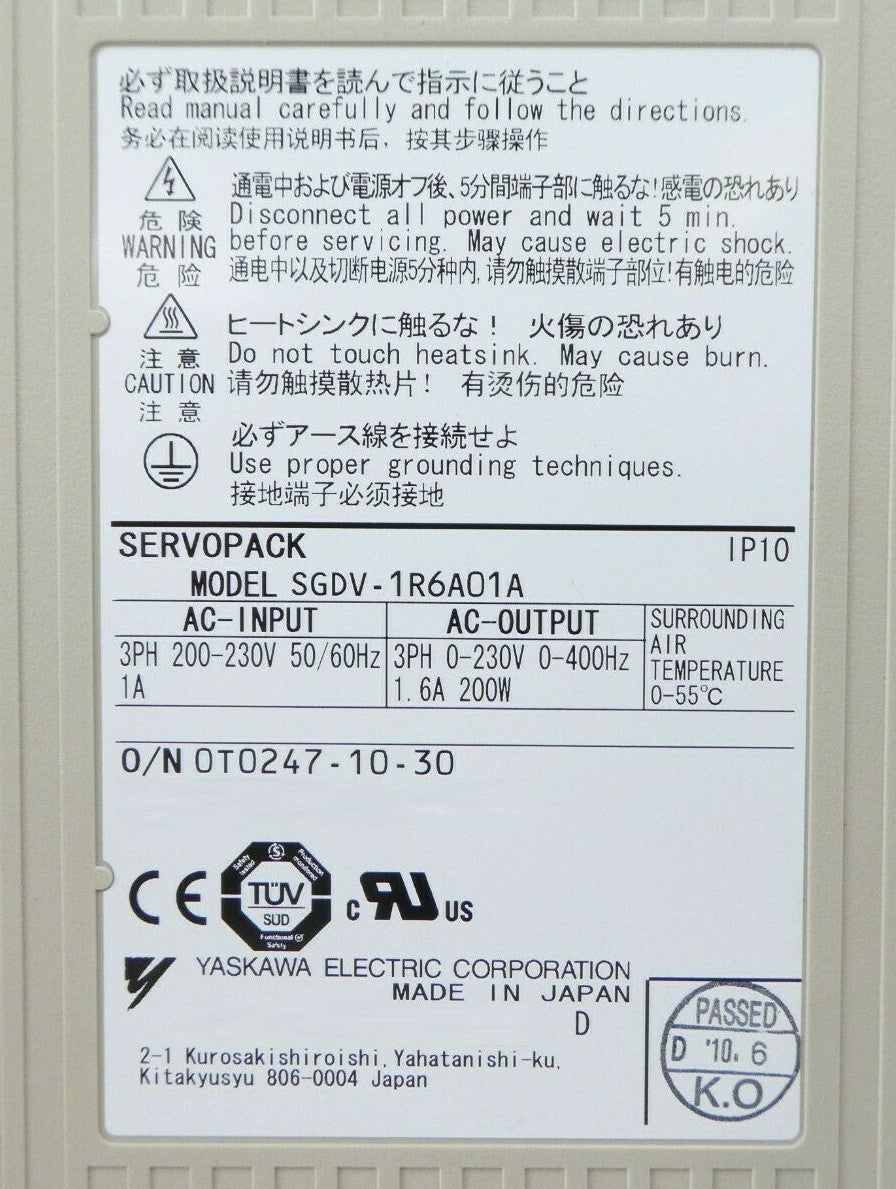 必ず取扱説明書を読んで指示に従うこと
Read manual carefully and follow the directions.
务必在阅读使用说明书后，按其步骤操作
危険
WARNING
危险
通電中および電源オフ後、5分間端子部に触るな!感電の恐れあり
Disconnect all power and wait 5 min.
before servicing. May cause electric shock.
通电中以及切断电源5分种内,请勿触摸散端子部位!有触电的危险
注意
CAUTION
注意
ヒートシンクに触るな! 火傷の恐れあり
Do not touch heatsink. May cause burn.
请勿触摸散热片! 有烫伤的危险
必ずアース線を接続せよ
Use proper grounding techniques.
接地端子必须接地
SERVOPACK IP10
MODEL SGDV-1R6A01A
AC-INPUT
3PH 200-230V 50/60Hz
1A
AC-OUTPUT
3PH 0-230V 0-400Hz
1.6A 200W
SURROUNDING
AIR
TEMPERATURE
0-55℃
O/N 0T0247-10-30
CE
Safety tested
Production monitored
TÜV
SÜD
Functional
Safety
c RU US
YASKAWA ELECTRIC CORPORATION
MADE IN JAPAN
D
2-1 Kurosakishiroishi, Yahatanishi-ku,
Kitakyusyu 806-0004 Japan
PASSED
D '10. 6
K.O